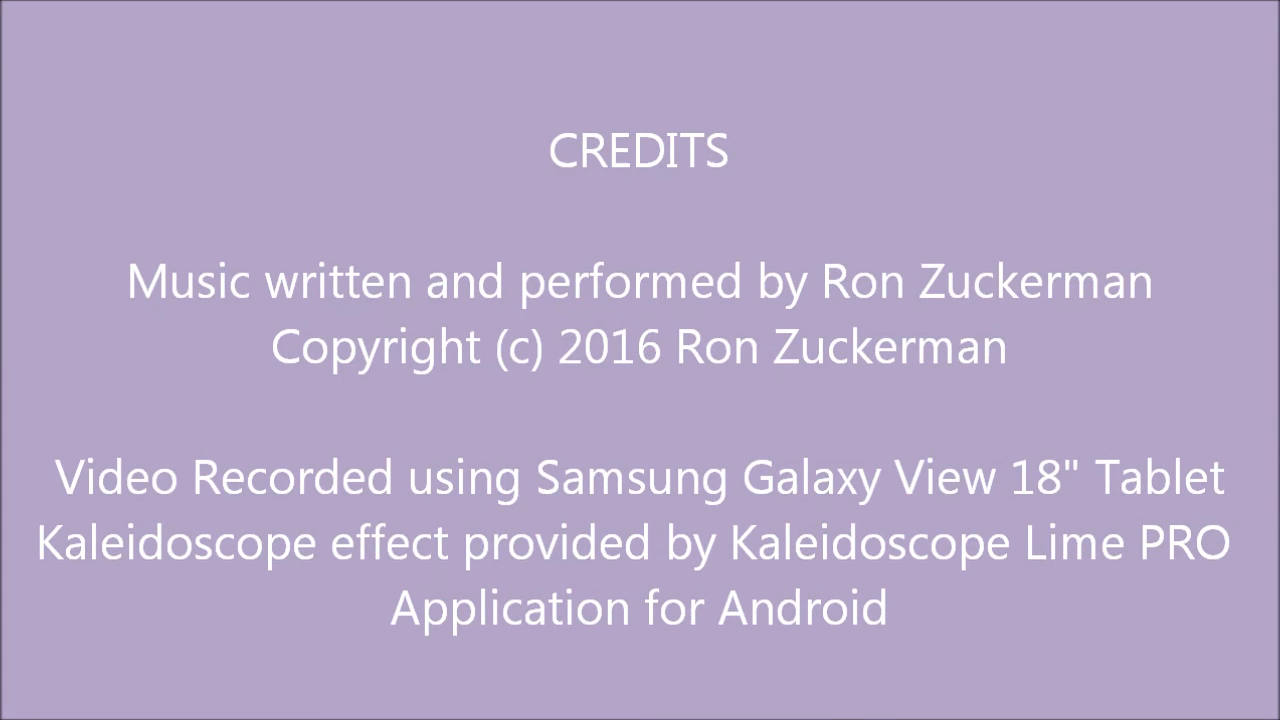 CREDITS
Music written and performed by Ron Zuckerman
Copyright (c) 2016 Ron Zuckerman
Video Recorded using Samsung Galaxy View 18" Tablet
Kaleidoscope effect provided by Kaleidoscope Lime PRO
Application for Android